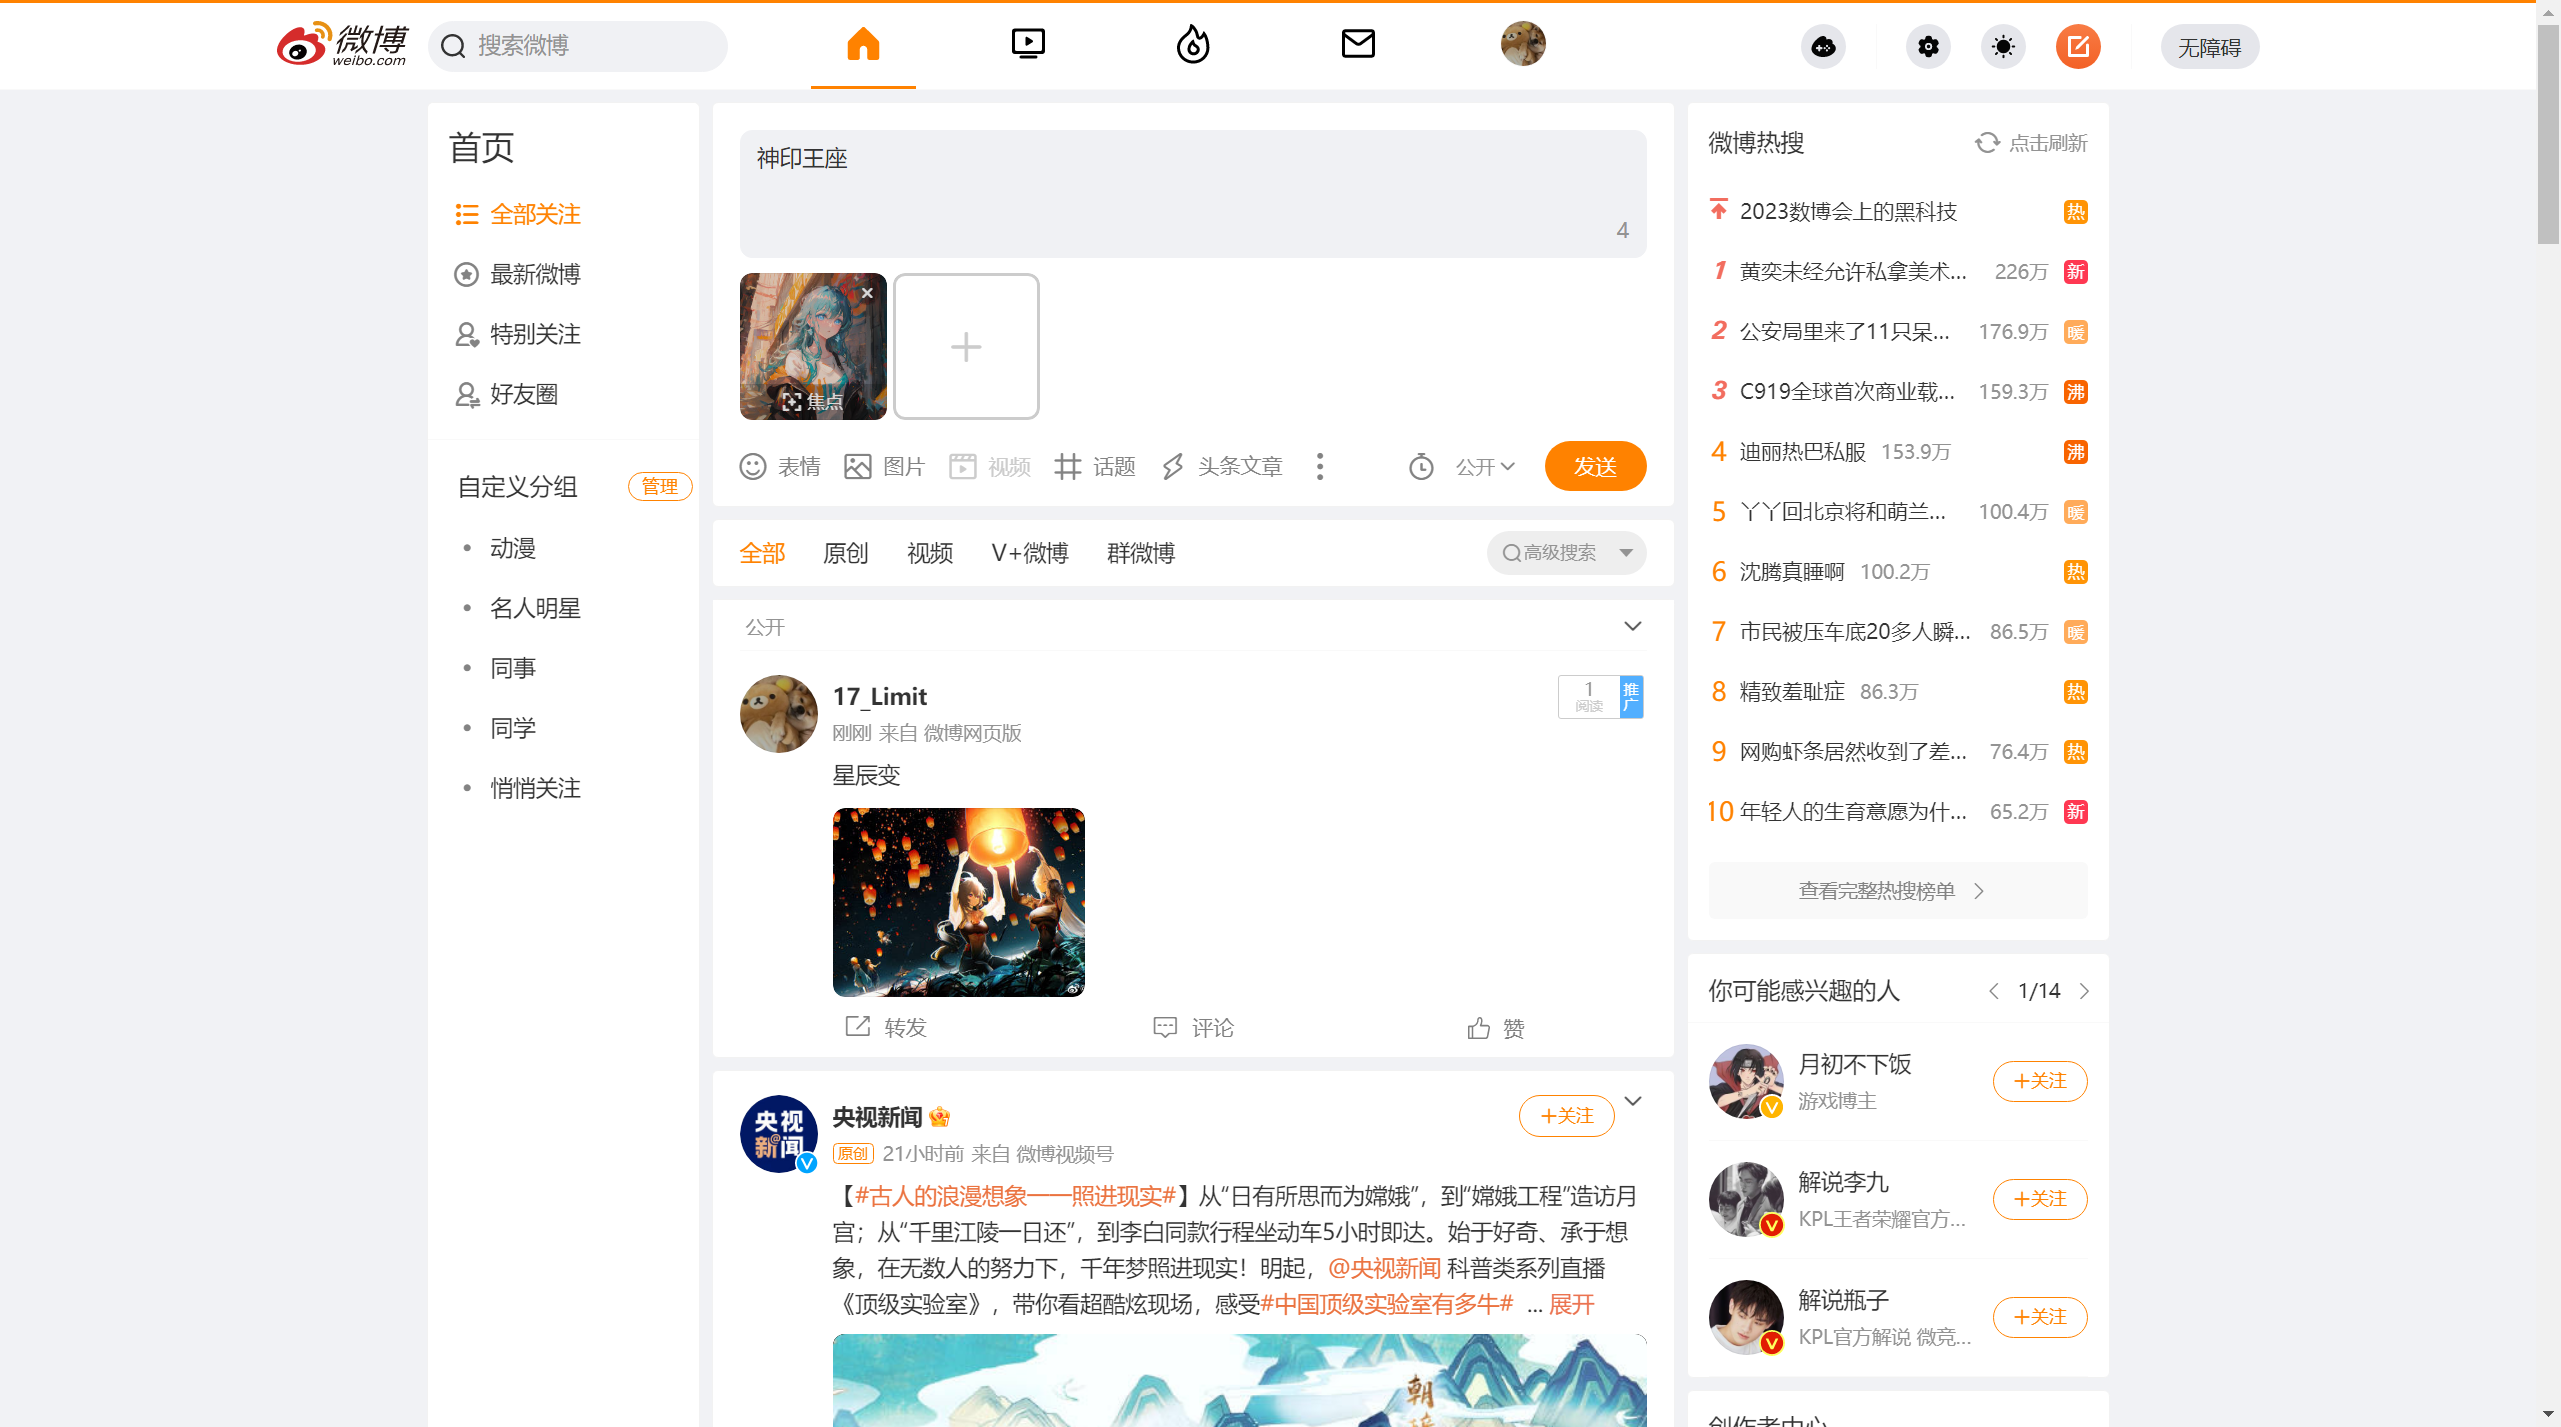 微博
weibo.com
搜索微博
无障碍
首页
全部关注
最新微博
特别关注
好友圈
自定义分组
管理
动漫
名人明星
同事
同学
悄悄关注
神印王座
4
焦点
表情
图片
视频
话题
头条文章
公开
发送
全部
原创
视频
V+微博
群微博
高级搜索
公开
17_Limit
刚刚 来自 微博网页版
1
阅读
推广
星辰变
转发
评论
赞
央视新闻
+关注
原创
21小时前 来自 微博视频号
【#古人的浪漫想象一一照进现实#】从“日有所思而为嫦娥”，到“嫦娥工程”造访月
宫；从“千里江陵一日还”，到李白同款行程坐动车5小时即达。始于好奇、承于想
象，在无数人的努力下，千年梦照进现实！明起，@央视新闻 科普类系列直播
《顶级实验室》，带你看超酷炫现场，感受#中国顶级实验室有多牛# ... 展开
朝
微博热搜
点击刷新
2023数博会上的黑科技 热
1 黄奕未经允许私拿美术... 226万 新
2 公安局里来了11只呆... 176.9万 暖
3 C919全球首次商业载... 159.3万 沸
4 迪丽热巴私服 153.9万 沸
5 丫丫回北京将和萌兰... 100.4万 暖
6 沈腾真睡啊 100.2万 热
7 市民被压车底20多人瞬... 86.5万 暖
8 精致羞耻症 86.3万 热
9 网购虾条居然收到了差... 76.4万 热
10 年轻人的生育意愿为什... 65.2万 新
查看完整热搜榜单
你可能感兴趣的人
1/14
月初不下饭
游戏博主
+关注
解说李九
KPL王者荣耀官方...
+关注
解说瓶子
KPL官方解说 微竞...
+关注
创作者中心